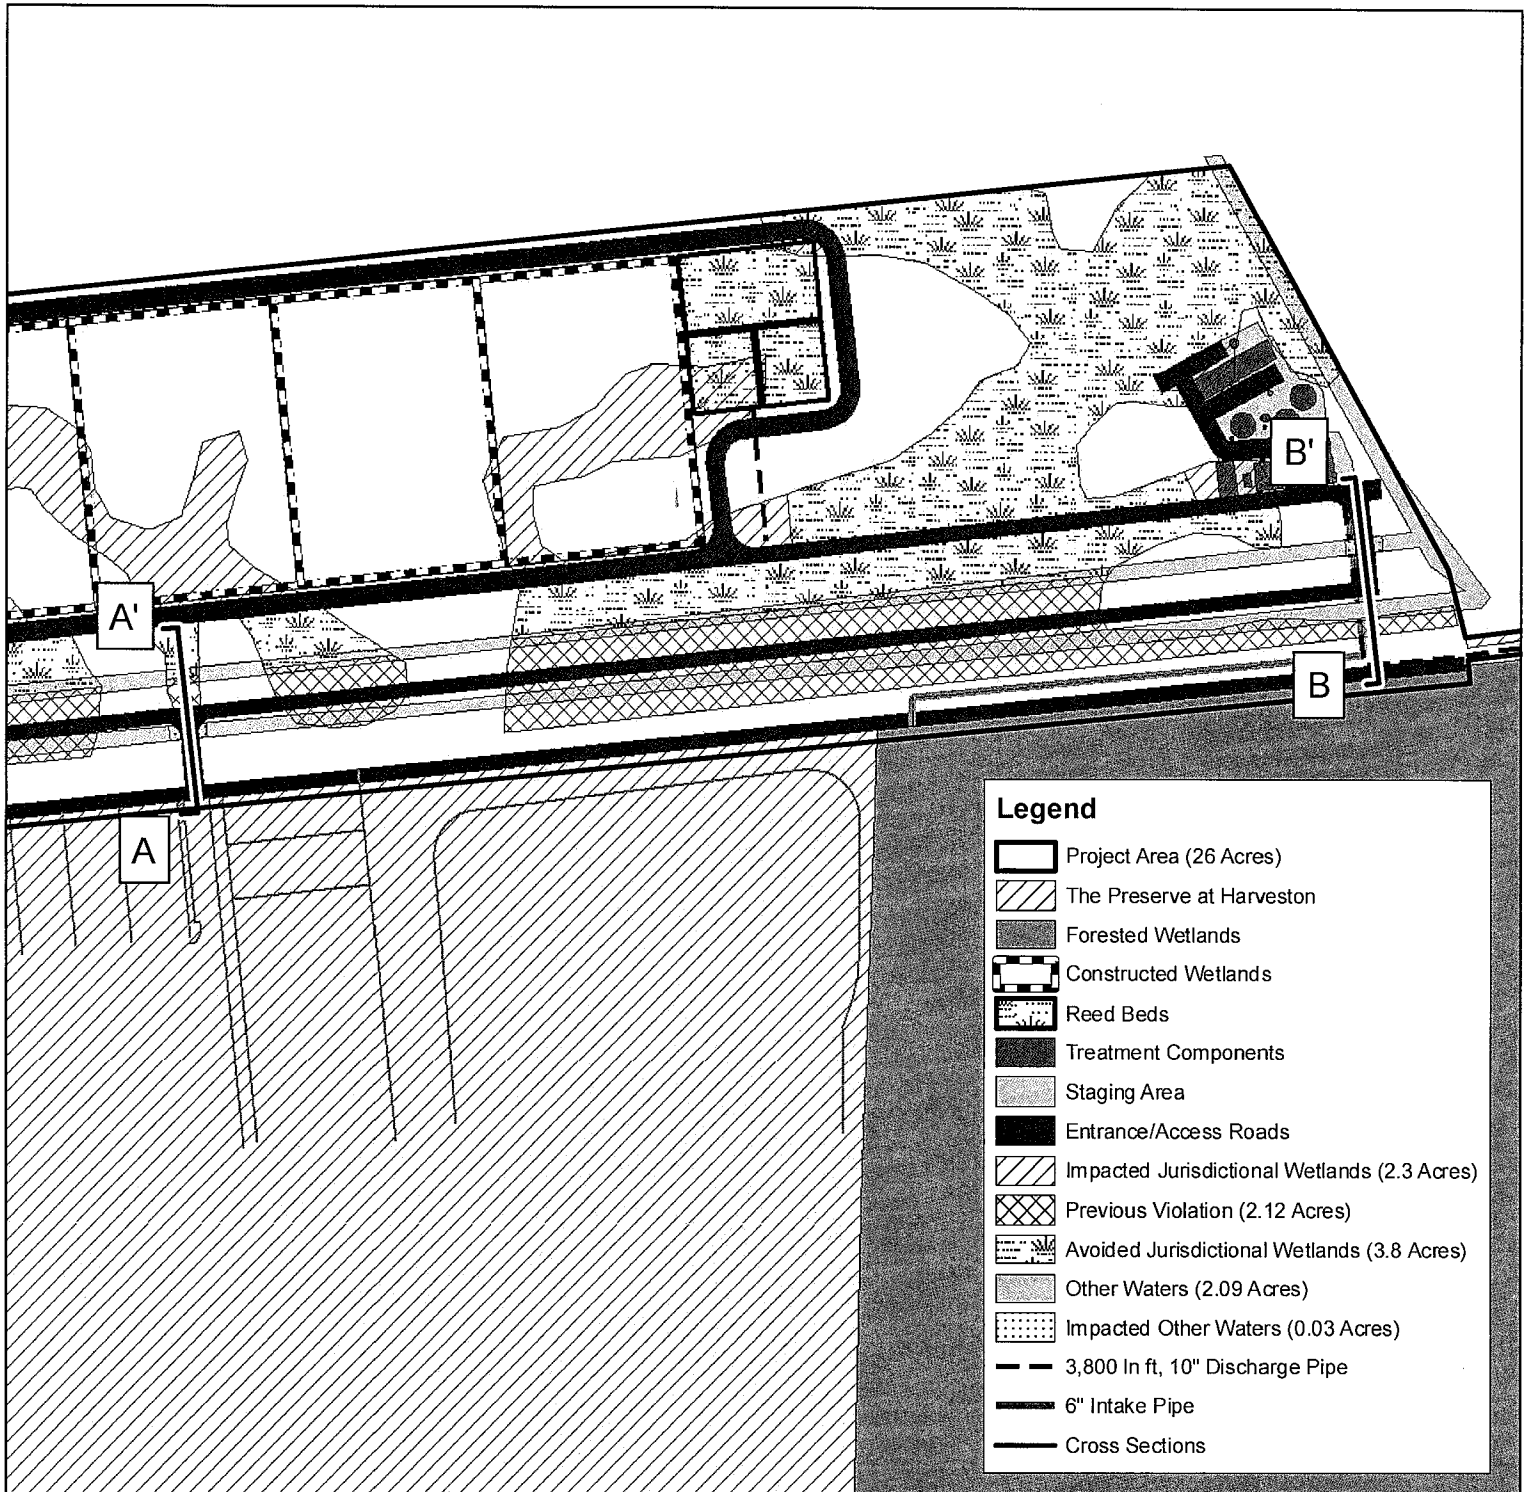 B'
A'
B
A
Legend
Project Area (26 Acres)
The Preserve at Harveston
Forested Wetlands
Constructed Wetlands
Reed Beds
Treatment Components
Staging Area
Entrance/Access Roads
Impacted Jurisdictional Wetlands (2.3 Acres)
Previous Violation (2.12 Acres)
Avoided Jurisdictional Wetlands (3.8 Acres)
Other Waters (2.09 Acres)
Impacted Other Waters (0.03 Acres)
3,800 ln ft, 10" Discharge Pipe
6" Intake Pipe
Cross Sections